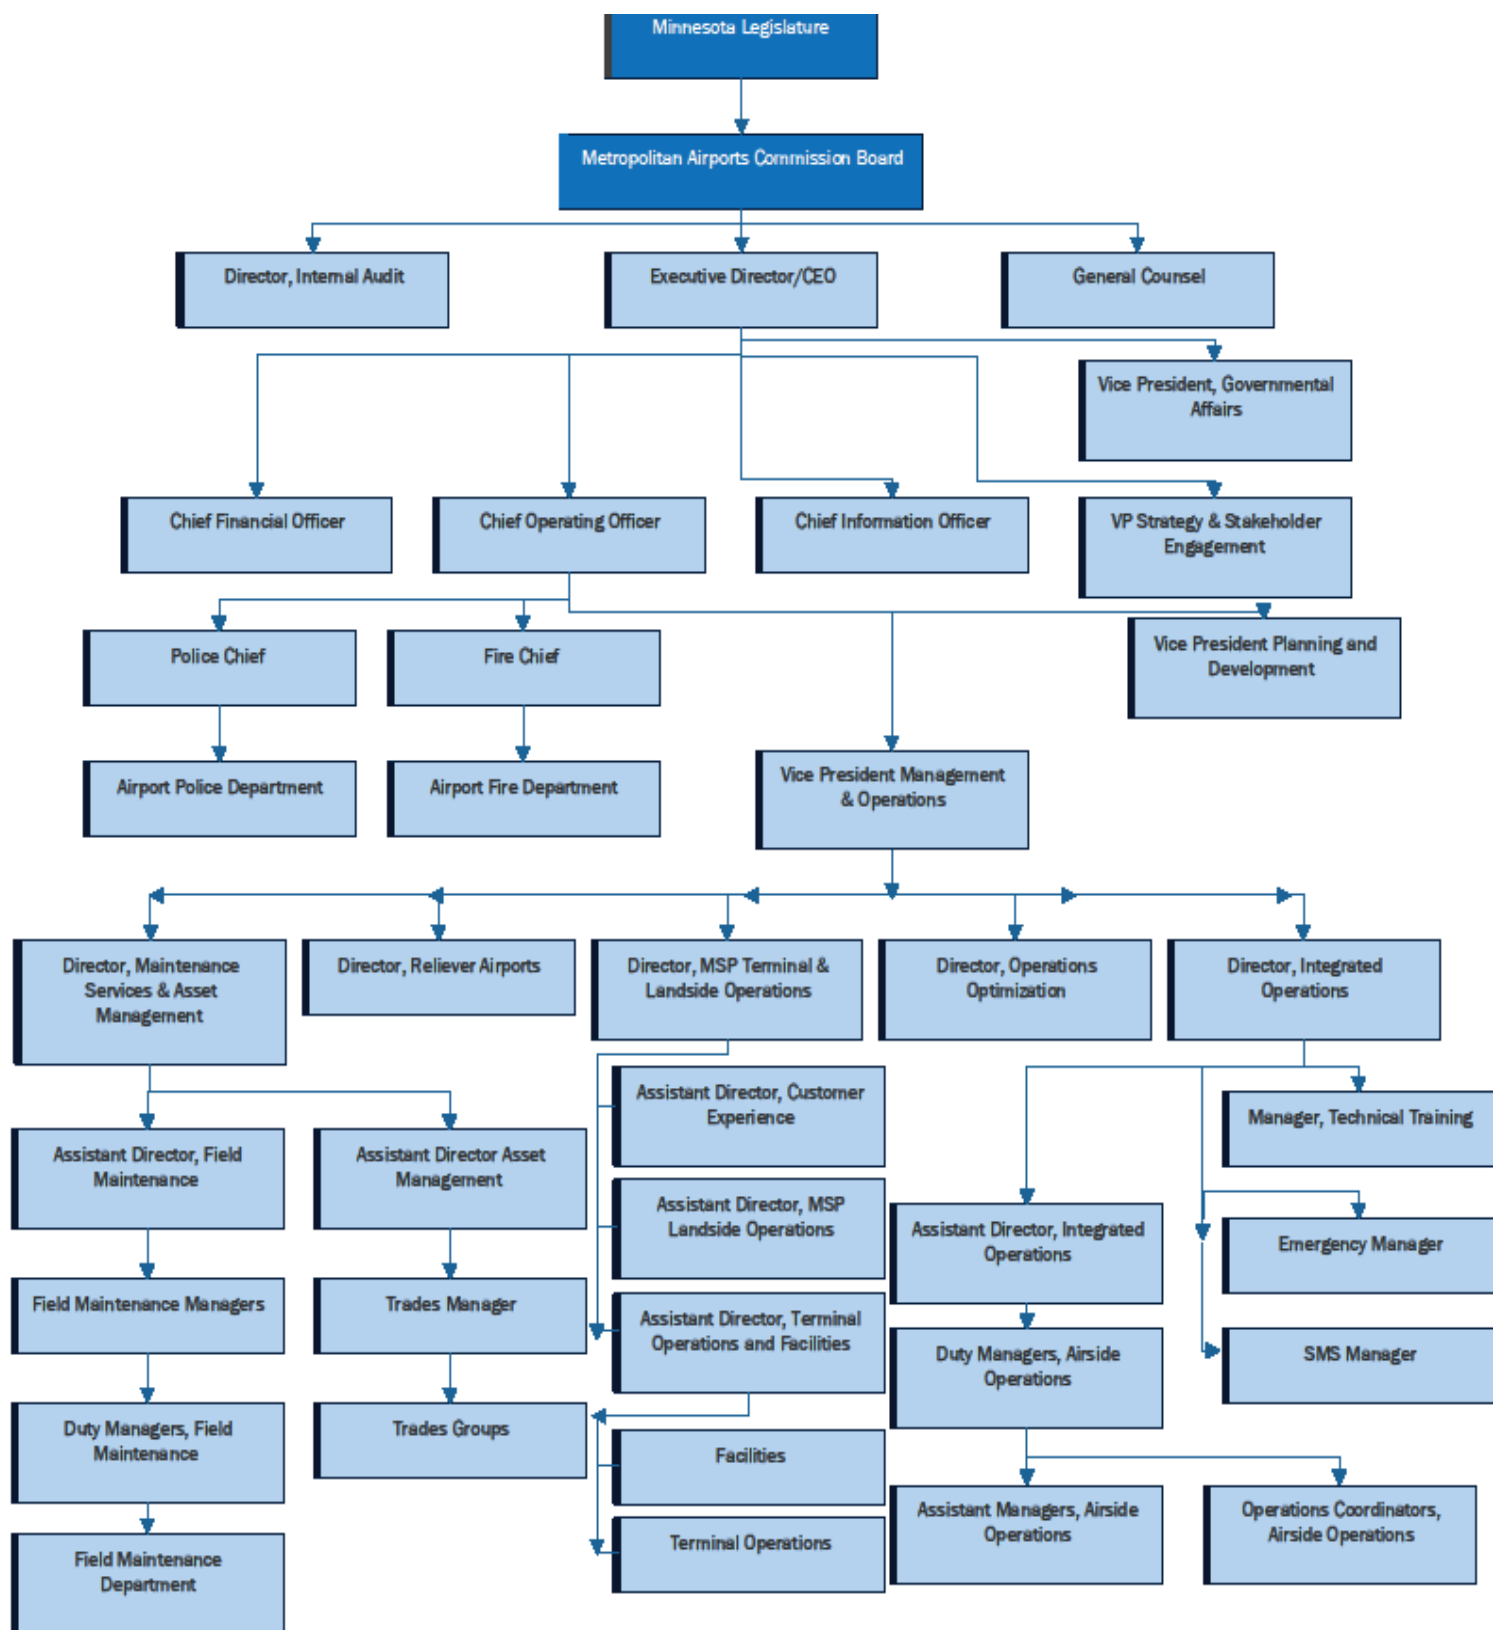 Minnesota Legislature
Metropolitan Airports Commission Board
Director, Internal Audit
Executive Director/CEO
General Counsel
Vice President, Governmental
Affairs
Chief Financial Officer
Chief Operating Officer
Chief Information Officer
VP Strategy & Stakeholder
Engagement
Police Chief
Fire Chief
Vice President Planning and
Development
Airport Police Department
Airport Fire Department
Vice President Management
& Operations
Director, Maintenance
Services & Asset
Management
Director, Reliever Airports
Director, MSP Terminal &
Landside Operations
Director, Operations
Optimization
Director, Integrated
Operations
Assistant Director, Customer
Experience
Manager, Technical Training
Assistant Director, Field
Maintenance
Assistant Director Asset
Management
Assistant Director, MSP
Landside Operations
Assistant Director, Integrated
Operations
Emergency Manager
Field Maintenance Managers
Trades Manager
Assistant Director, Terminal
Operations and Facilities
Duty Managers, Airside
Operations
SMS Manager
Duty Managers, Field
Maintenance
Trades Groups
Facilities
Assistant Managers, Airside
Operations
Operations Coordinators,
Airside Operations
Terminal Operations
Field Maintenance
Department